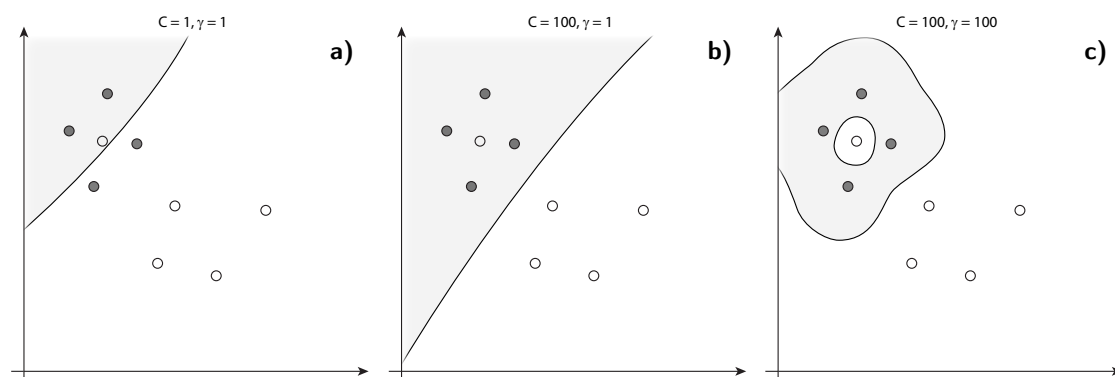 C = 1, γ = 1
a)
C = 100, γ = 1
b)
C = 100, γ = 100
c)